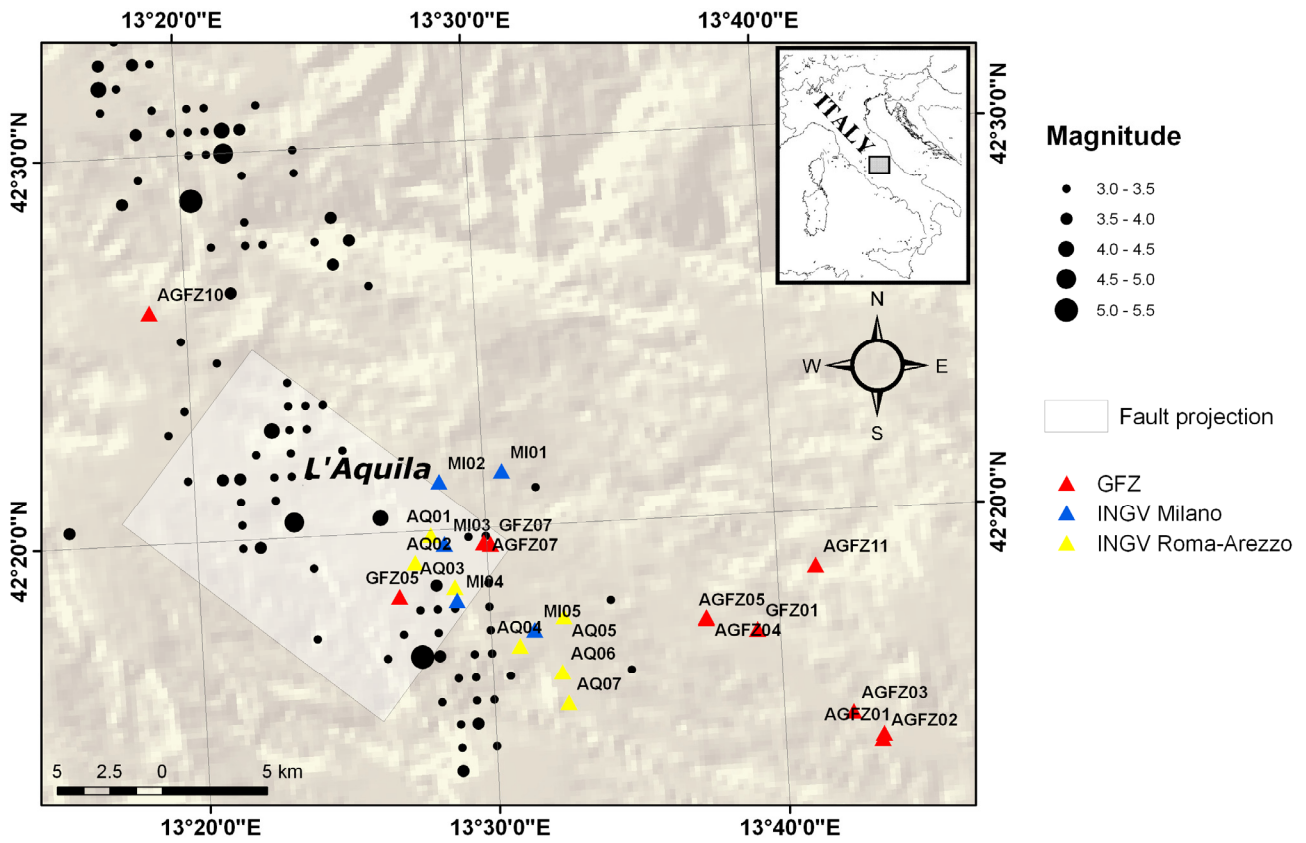 13°20'0"E
13°30'0"E
13°40'0"E
42°30'0"N
42°30'0"N
ITALY
Magnitude
3.0 - 3.5
3.5 - 4.0
4.0 - 4.5
4.5 - 5.0
5.0 - 5.5
AGFZ10
N
W
E
S
Fault projection
L'Aquila
MI02
MI01
GFZ
INGV Milano
INGV Roma-Arezzo
42°20'0"N
42°20'0"N
AQ01
MI03
GFZ07
AQ02
AGFZ07
AGFZ11
GFZ05
AQ03
MI04
AGFZ05
GFZ01
AGFZ04
MI05
AQ04
AQ05
AQ06
AQ07
AGFZ03
AGFZ01
AGFZ02
5
2.5
0
5 km
13°20'0"E
13°30'0"E
13°40'0"E